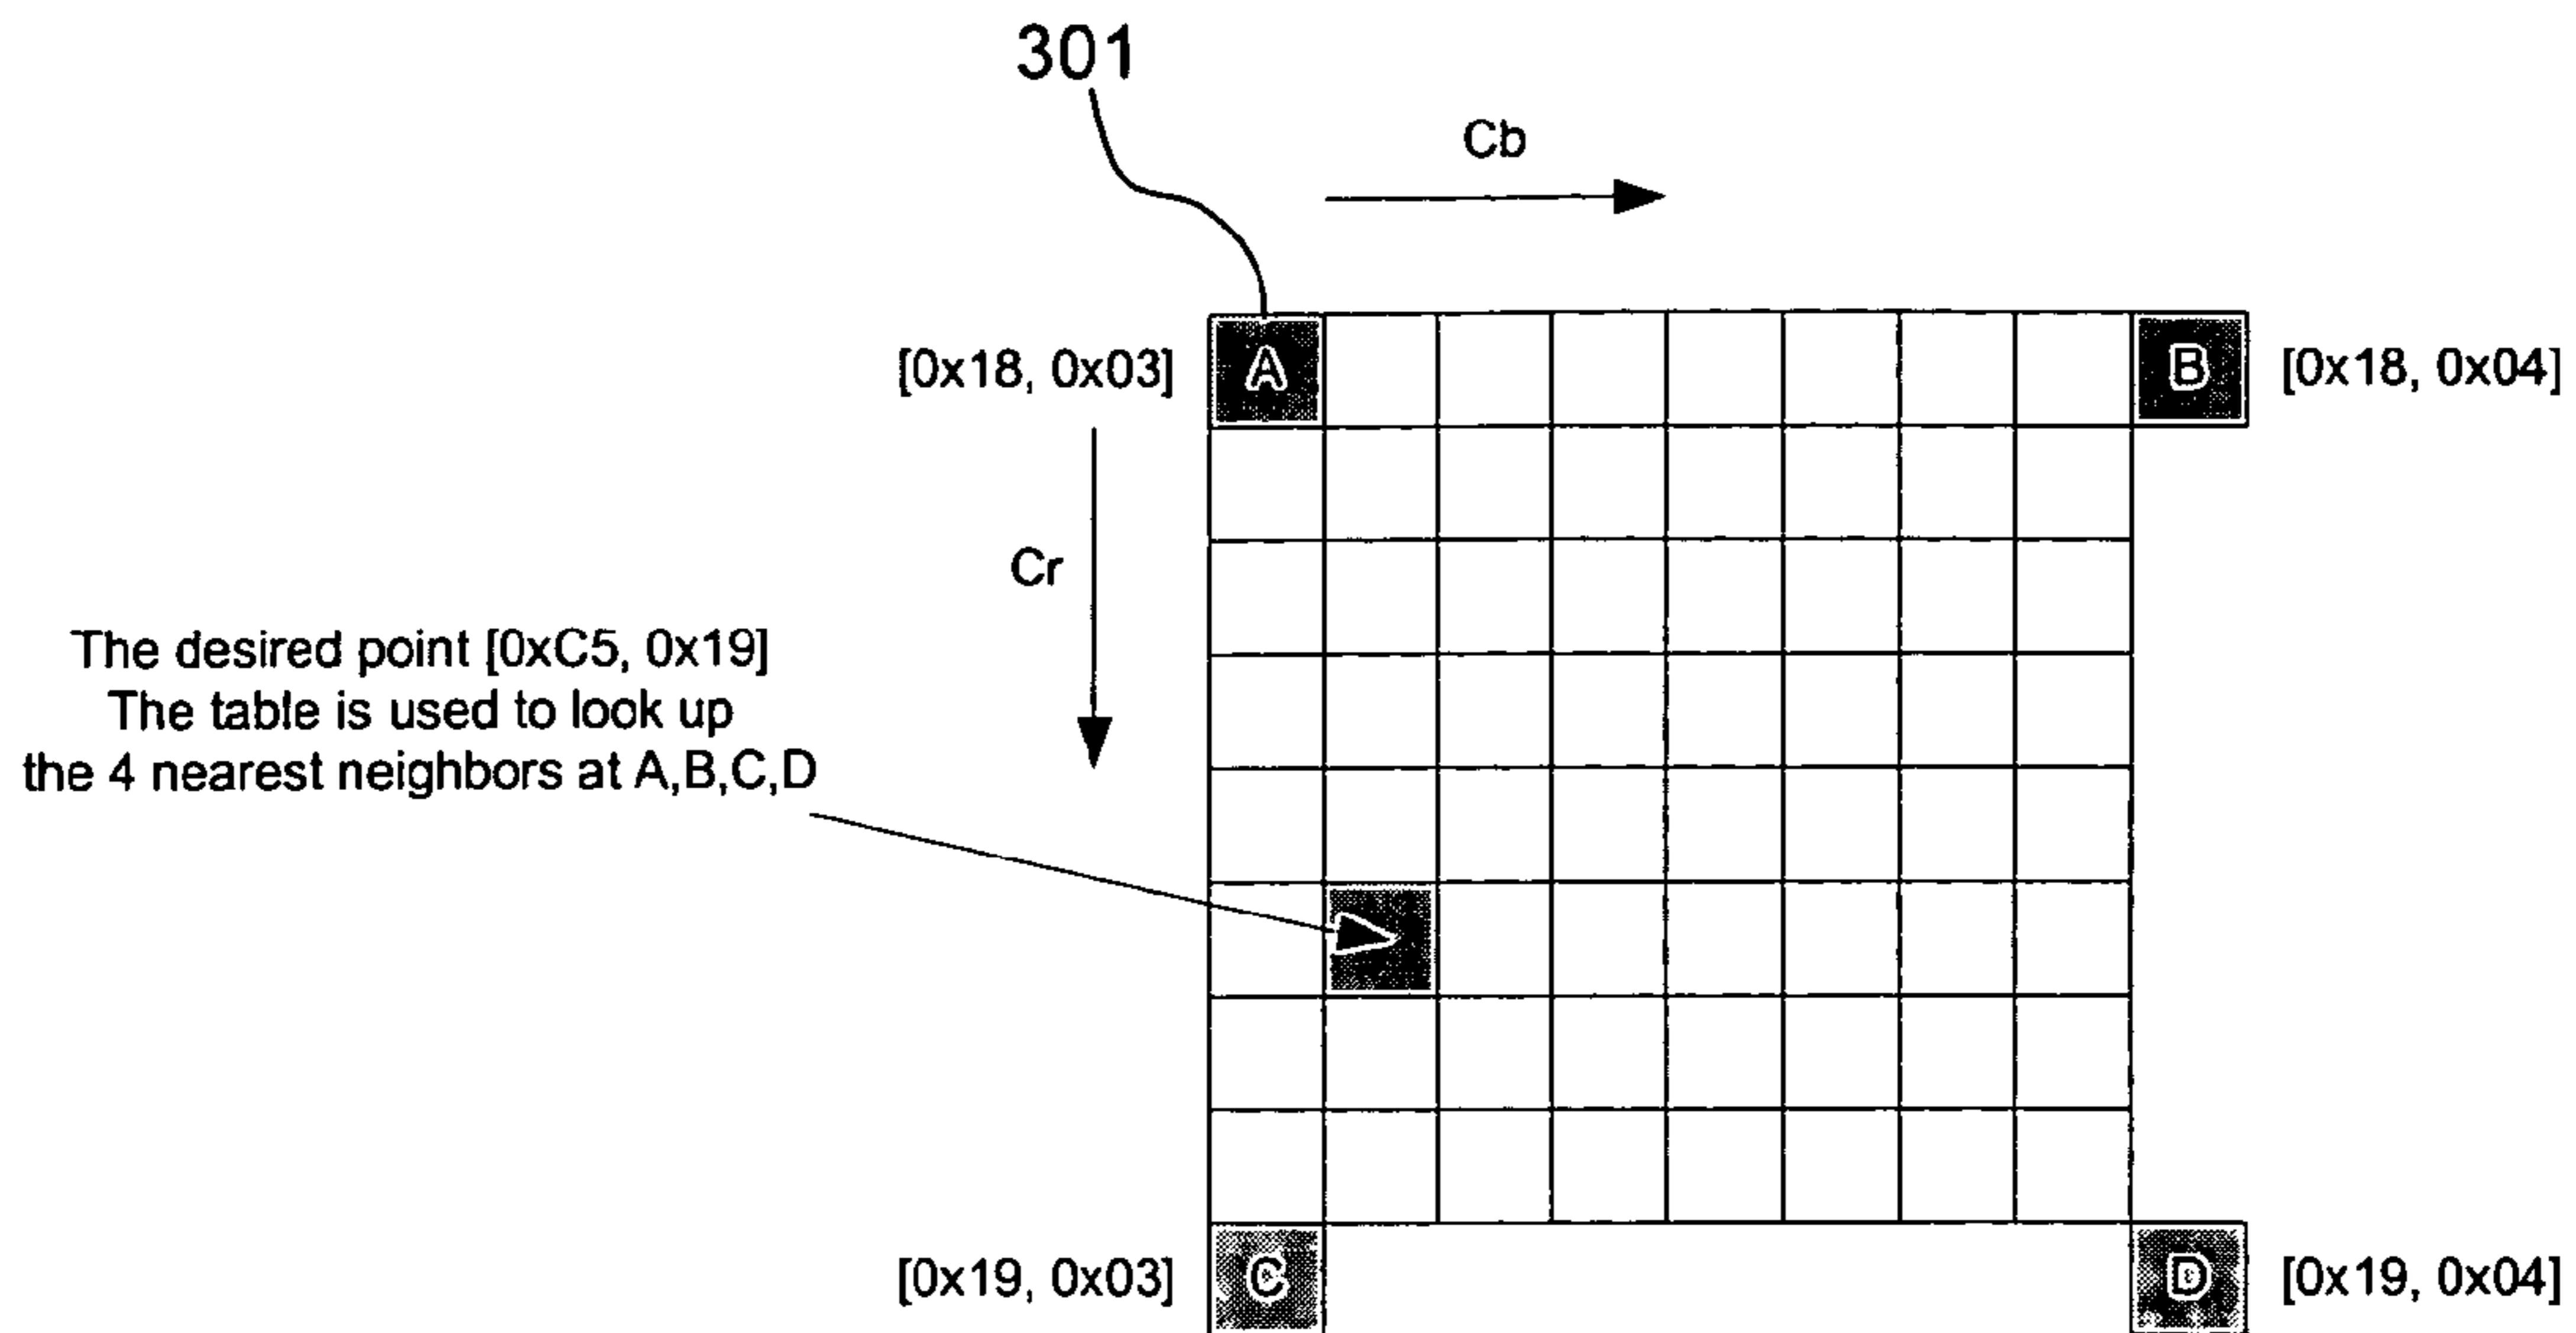 301
Cb
[0x18, 0x03]
A
B
[0x18, 0x04]
Cr
The desired point [0xC5, 0x19]
The table is used to look up
the 4 nearest neighbors at A,B,C,D
[0x19, 0x03]
C
D
[0x19, 0x04]